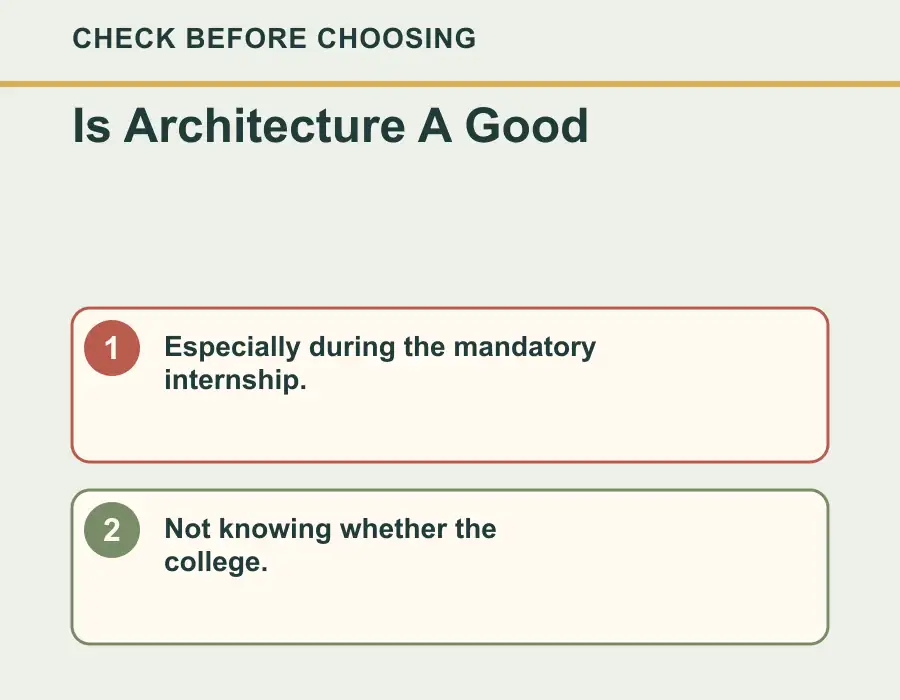 CHECK BEFORE CHOOSING
Is Architecture A Good
1
Especially during the mandatory
internship.
2
Not knowing whether the
college.